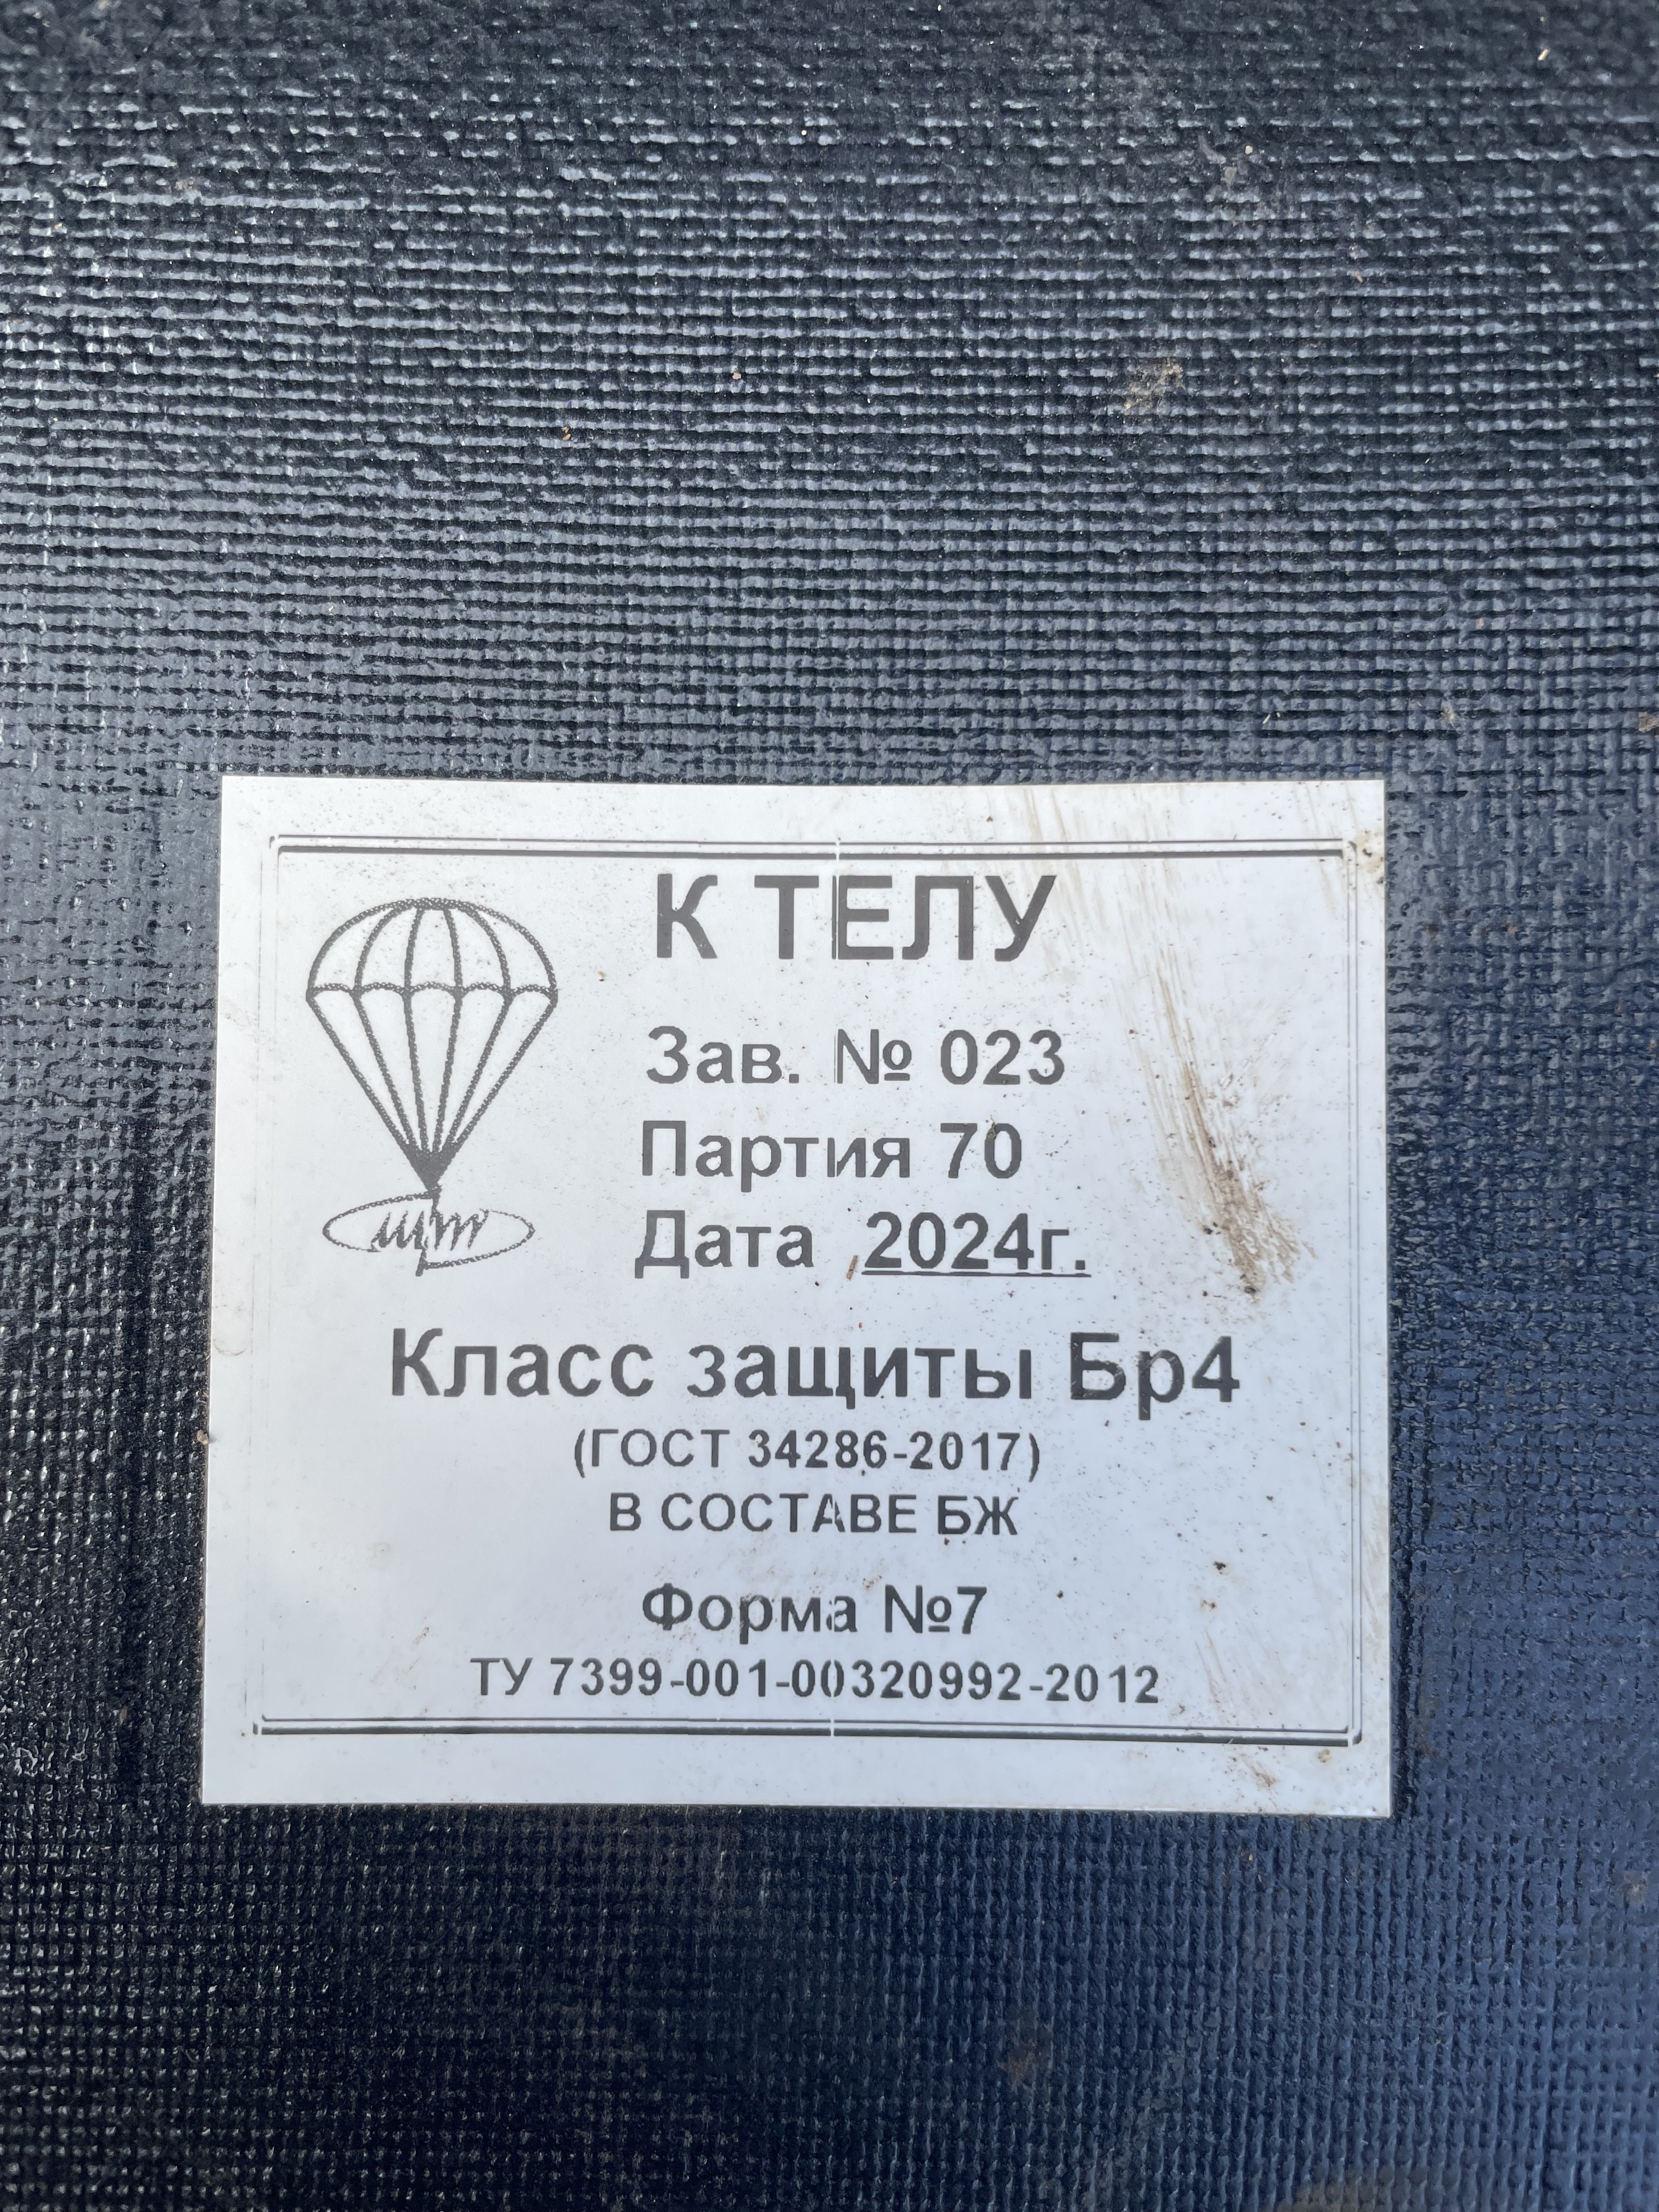 К ТЕЛУ
Зав. № 023
Партия 70
Дата 2024г.
Класс защиты Бр4
(ГОСТ 34286-2017)
В СОСТАВЕ БЖ
Форма №7
ТУ 7399-001-00320992-2012